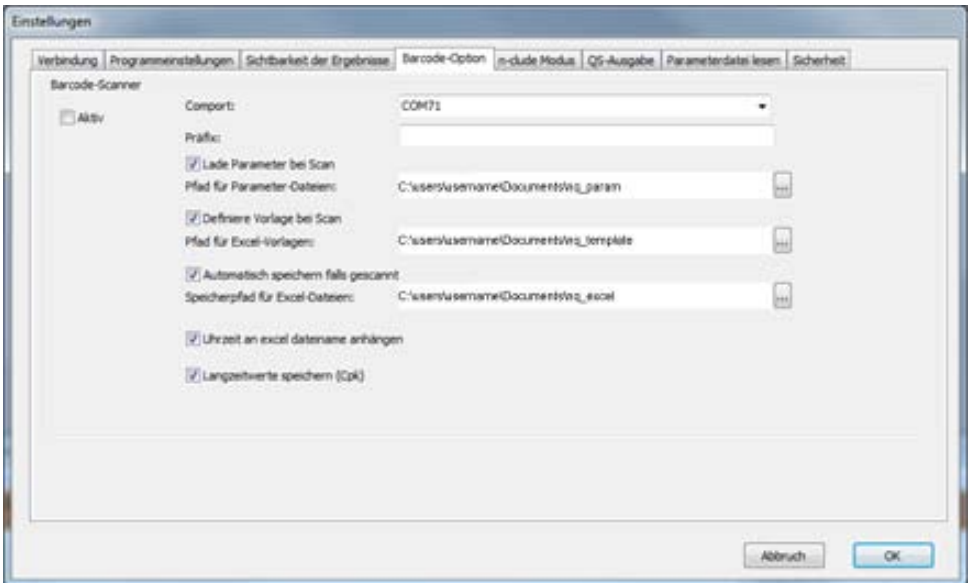 Einstellungen
Verbindung Programmeinstellungen Sichtbarkeit der Ergebnisse Barcode-Option n-clude Modus QS-Ausgabe Parameterdatei lesen Sicherheit
Barcode-Scanner
Aktiv
Comport: COM71
Präfix:
Lade Parameter bei Scan
Pfad für Parameter-Dateien: C:\users\username\Documents\nq_param ...
Definiere Vorlage bei Scan
Pfad für Excel-Vorlagen: C:\users\username\Documents\nq_template ...
Automatisch speichern falls gescannt
Speicherpfad für Excel-Dateien: C:\users\username\Documents\nq_excel ...
Uhrzeit an excel dateiname anhängen
Langzeitwerte speichern (Cpk)
Abbruch OK